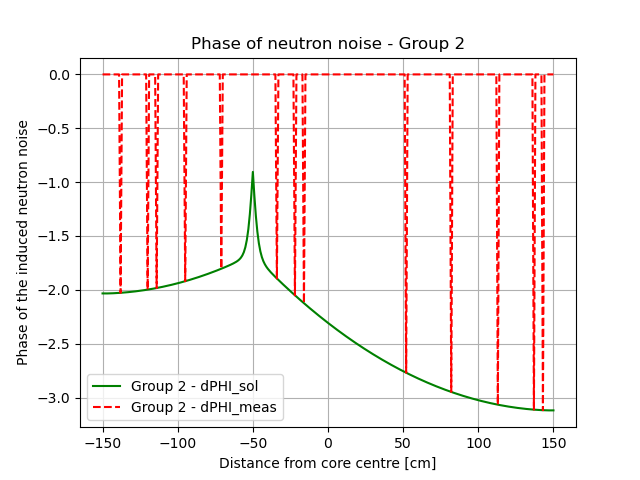 Phase of neutron noise - Group 2
Phase of the induced neutron noise
0.0
−0.5
−1.0
−1.5
−2.0
−2.5
−3.0
Group 2 - dPHI_sol
Group 2 - dPHI_meas
−150
−100
−50
0
50
100
150
Distance from core centre [cm]